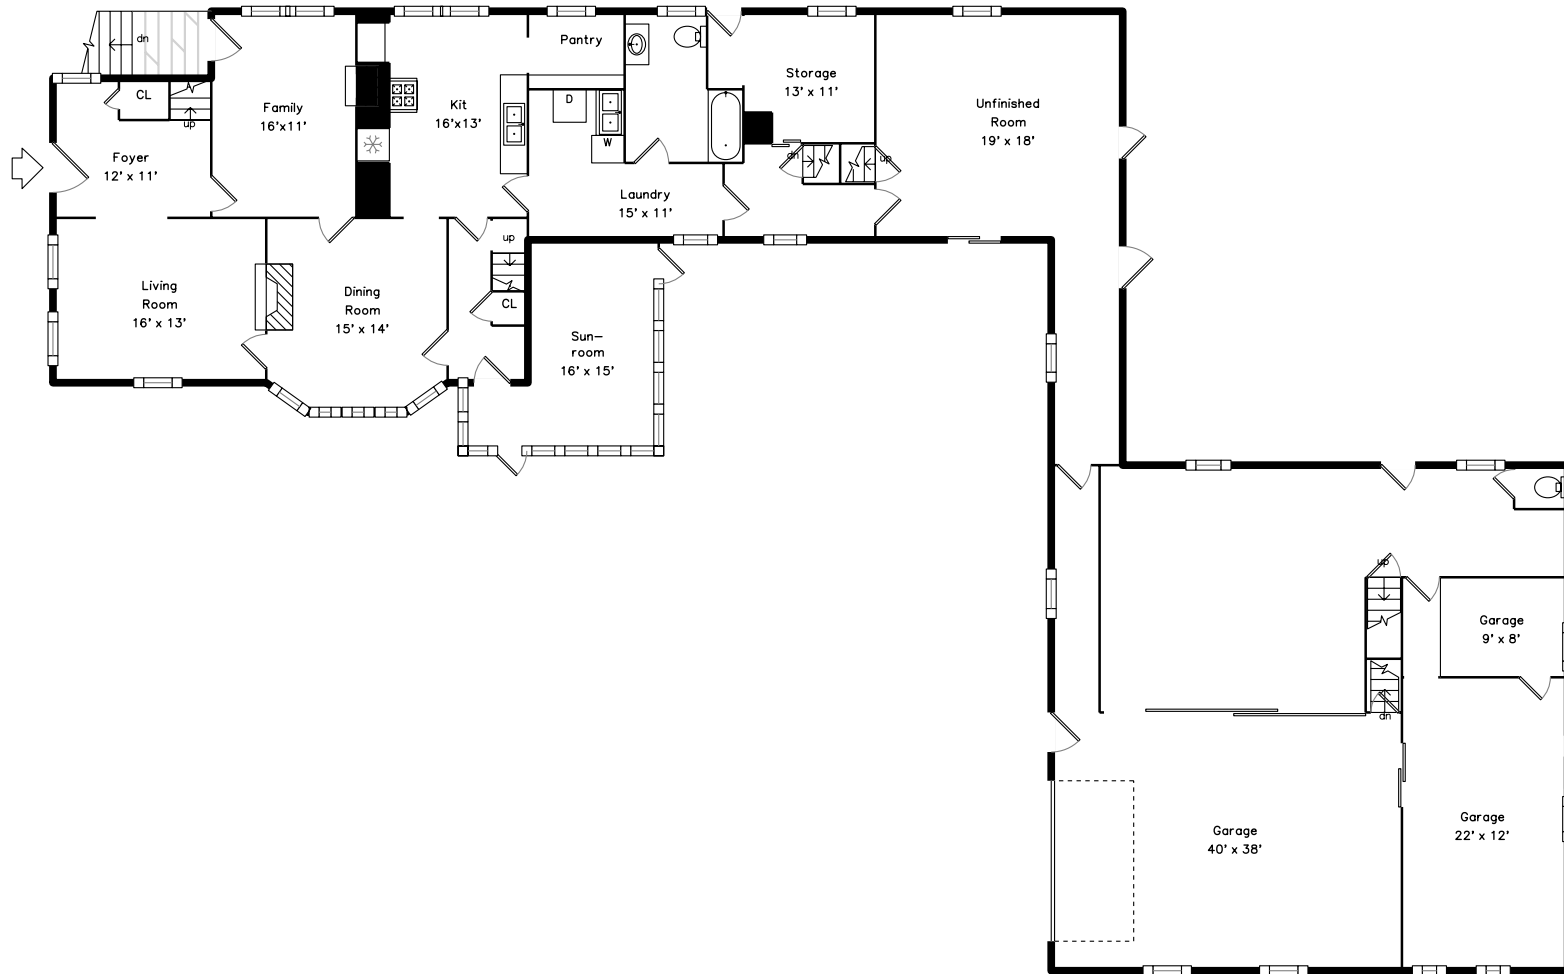 dn
CL
up
Foyer
12' x 11'
Family
16'x11'
Kit
16'x13'
Pantry
D
W
Laundry
15' x 11'
Storage
13' x 11'
dn
up
Unfinished
Room
19' x 18'
Living
Room
16' x 13'
Dining
Room
15' x 14'
up
CL
Sun-
room
16' x 15'
up
dn
Garage
9' x 8'
Garage
40' x 38'
Garage
22' x 12'